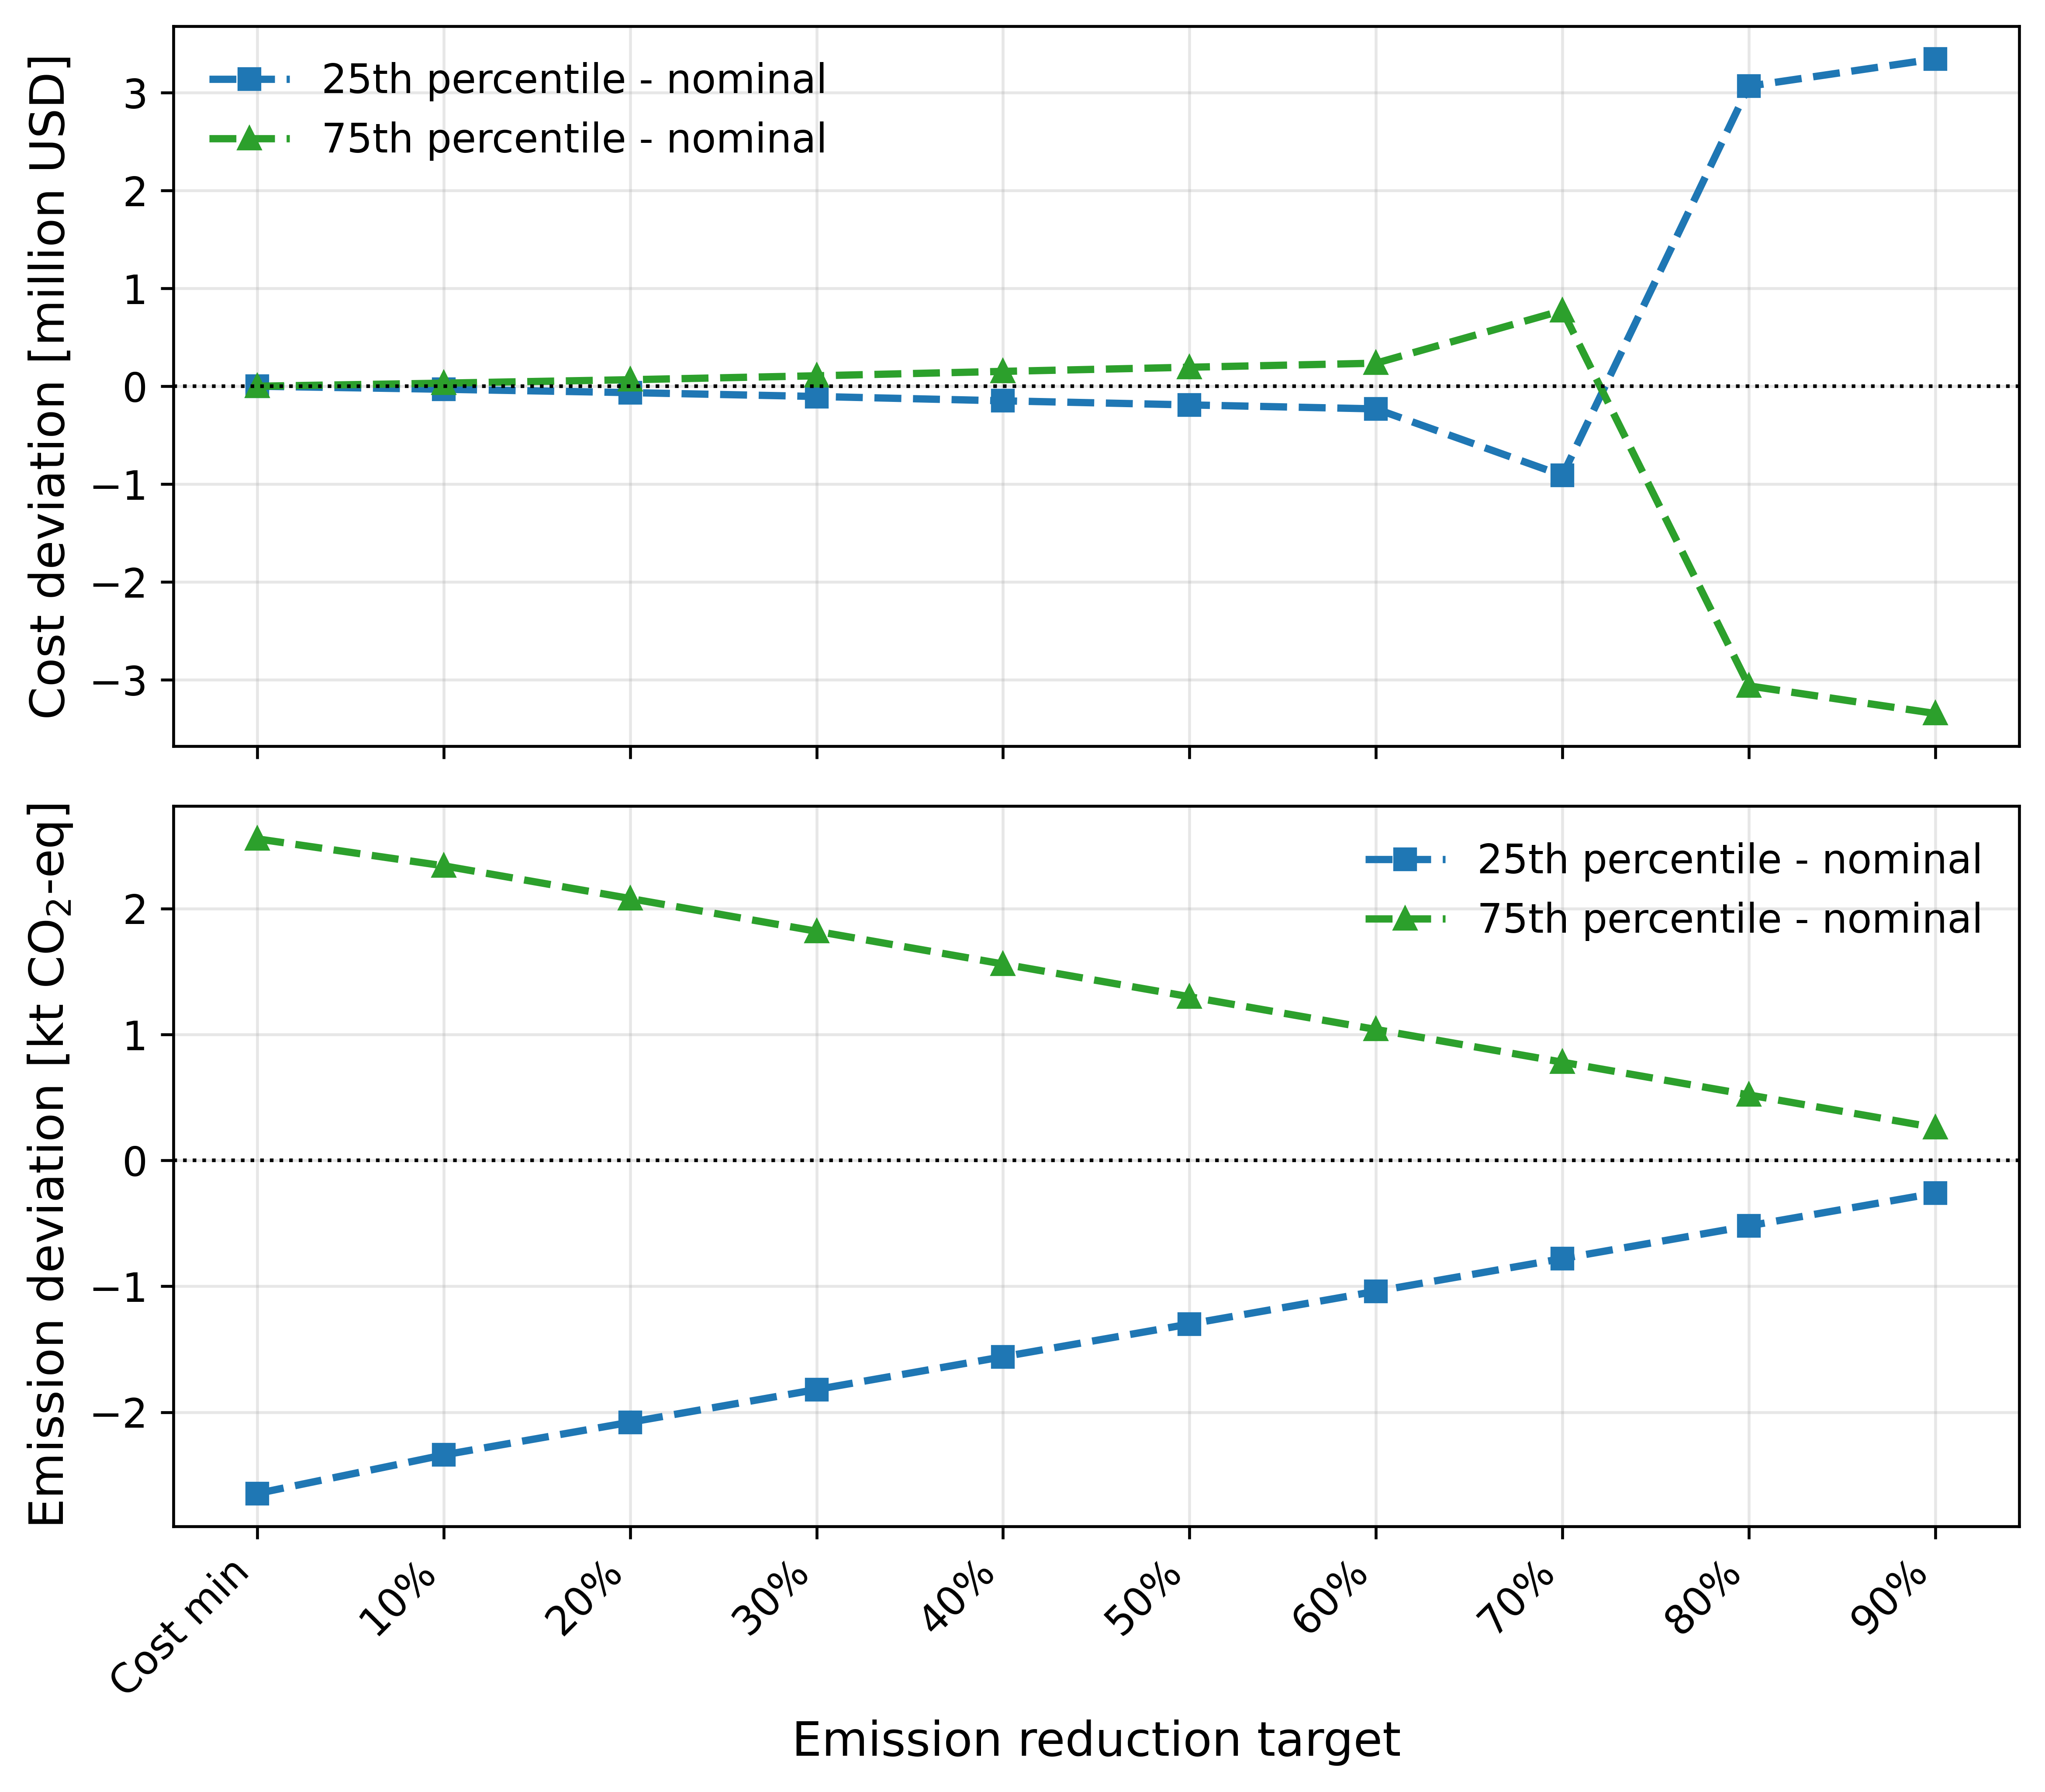 Cost deviation [million USD]
3
2
1
0
−1
−2
−3
25th percentile - nominal
75th percentile - nominal
Emission deviation [kt CO₂-eq]
2
1
0
−1
−2
25th percentile - nominal
75th percentile - nominal
Cost min
10%
20%
30%
40%
50%
60%
70%
80%
90%
Emission reduction target